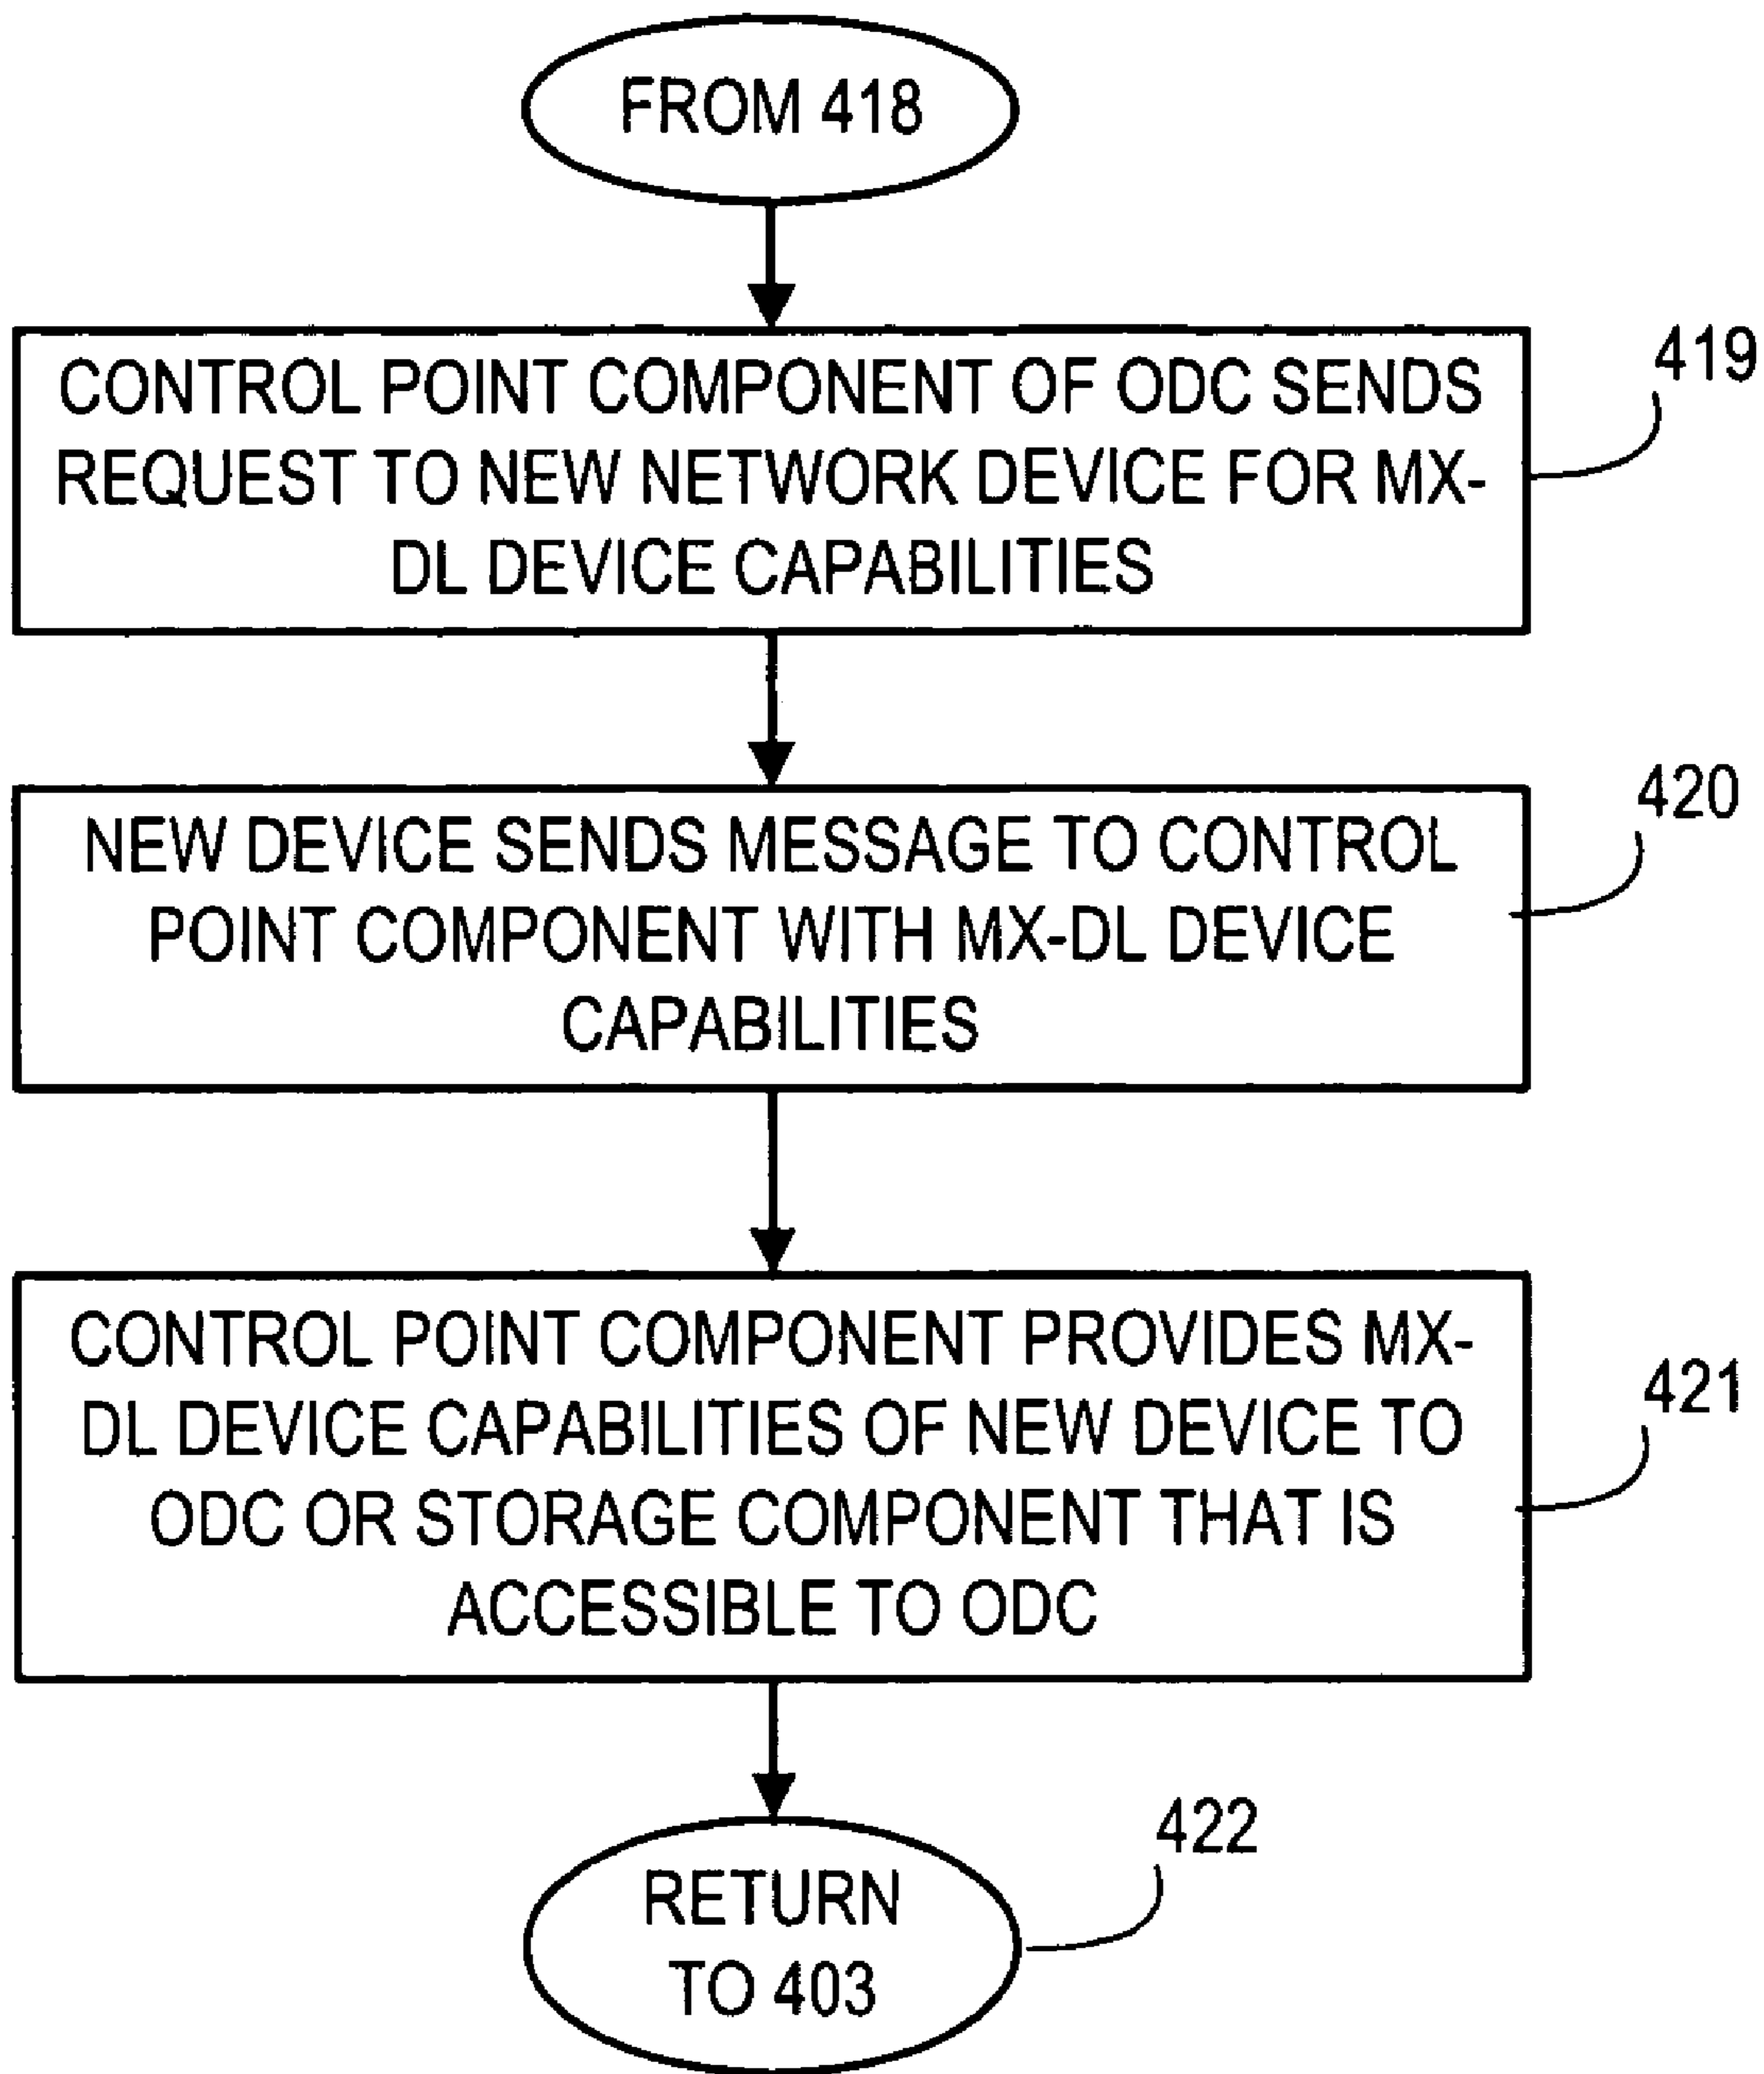 FROM 418
CONTROL POINT COMPONENT OF ODC SENDS
419
REQUEST TO NEW NETWORK DEVICE FOR MX-
DL DEVICE CAPABILITIES
420
NEW DEVICE SENDS MESSAGE TO CONTROL
POINT COMPONENT WITH MX-DL DEVICE
CAPABILITIES
CONTROL POINT COMPONENT PROVIDES MX-
421
DL DEVICE CAPABILITIES OF NEW DEVICE TO
ODC OR STORAGE COMPONENT THAT IS
ACCESSIBLE TO ODC
422
RETURN
TO 403